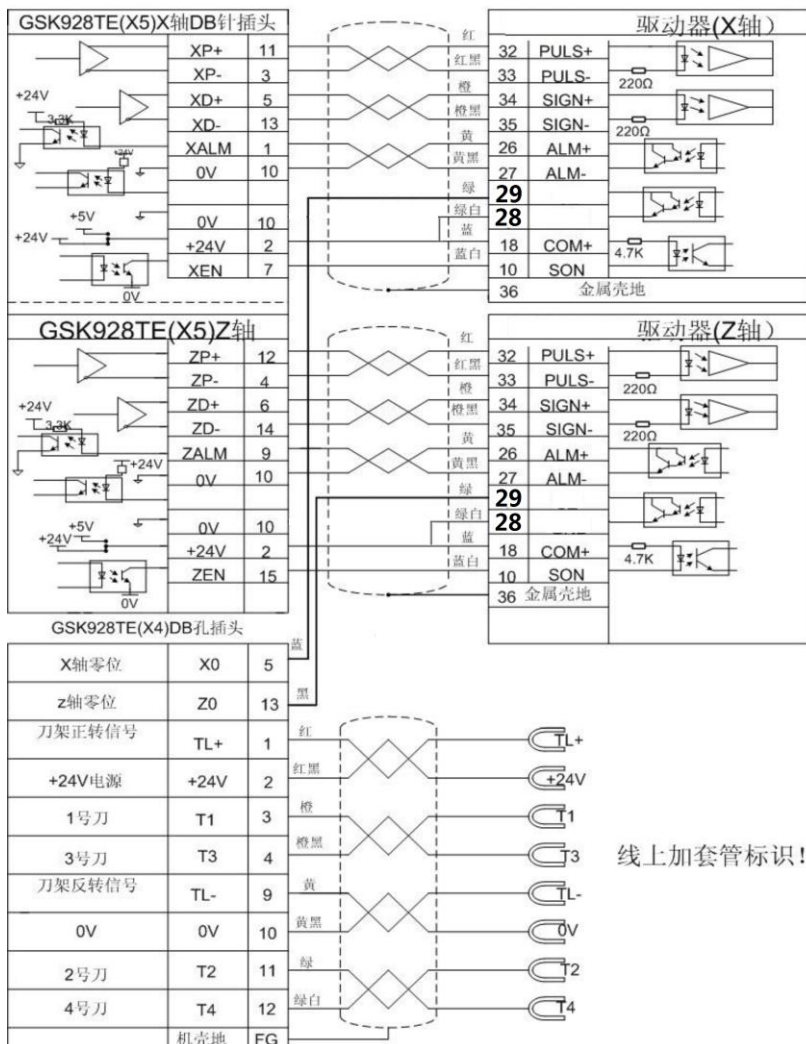 GSK928TE(X5)X轴DB针插头
驱动器(X轴)
XP+ 11 红 32 PULS+
XP- 3 红黑 33 PULS-
220Ω
XD+ 5 橙 34 SIGN+
+24V
3.3K
XD- 13 橙黑 35 SIGN-
220Ω
XALM 1 黄 26 ALM+
+24V
0V 10 黄黑 27 ALM-
绿 29
+5V
0V 10 绿白 28
+24V
+24V 2 蓝 18 COM+
4.7K
XEN 7 蓝白 10 SON
0V
36 金属壳地
GSK928TE(X5)Z轴
驱动器(Z轴)
ZP+ 12 红 32 PULS+
ZP- 4 红黑 33 PULS-
220Ω
ZD+ 6 橙 34 SIGN+
+24V
3.3K
ZD- 14 橙黑 35 SIGN-
220Ω
ZALM 9 黄 26 ALM+
+24V
0V 10 黄黑 27 ALM-
绿 29
+5V
0V 10 绿白 28
+24V
+24V 2 蓝 18 COM+
4.7K
ZEN 15 蓝白 10 SON
0V
36 金属壳地
GSK928TE(X4)DB孔插头
X轴零位 X0 5 蓝
z轴零位 Z0 13 黑
刀架正转信号 TL+ 1 红 TL+
+24V电源 +24V 2 红黑 +24V
1号刀 T1 3 橙 T1
3号刀 T3 4 橙黑 T3
线上加套管标识!
刀架反转信号 TL- 9 黄 TL-
0V 0V 10 黄黑 0V
2号刀 T2 11 绿 T2
4号刀 T4 12 绿白 T4
机壳地 FG